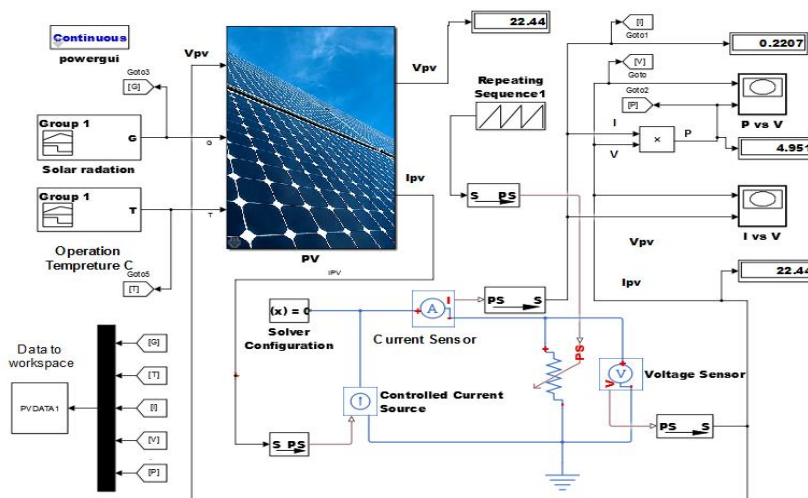 Continuous
powergui
Goto3
[G]
Group 1
G
Solar radation
Group 1
T
Operation
Tempreture C
Goto5
[T]
Vpv
G
T
PV
Vpv
Ipv
IPV
22.44
Repeating
Sequence1
S PS
[I]
Goto1
0.2207
[V]
Goto
Goto2
[P]
I
V
×
P
P vs V
4.951
I vs V
Vpv
Ipv
22.44
(x) = 0
Solver
Configuration
A
I
Current Sensor
PS S
PS
V
V
Voltage Sensor
PS S
Controlled Current
Source
S PS
Data to
workspace
PVDATA1
[G]
[T]
[I]
[V]
[P]